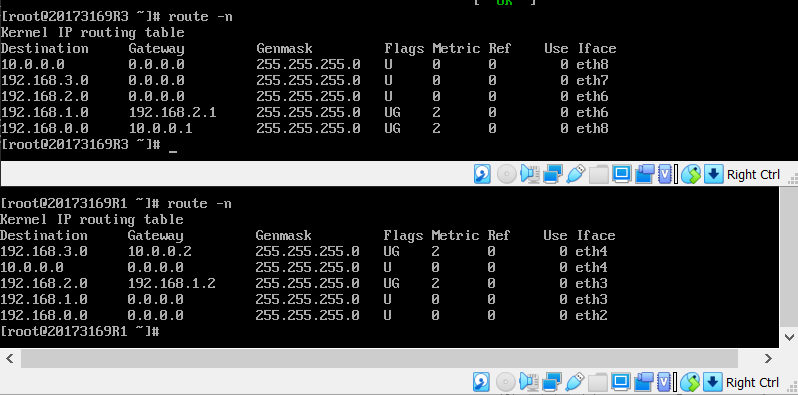 [ OK
[root@20173169R3 ~]# route -n
Kernel IP routing table
Destination     Gateway         Genmask         Flags Metric Ref    Use Iface
10.0.0.0        0.0.0.0         255.255.255.0   U     0      0        0 eth8
192.168.3.0     0.0.0.0         255.255.255.0   U     0      0        0 eth7
192.168.2.0     0.0.0.0         255.255.255.0   U     0      0        0 eth6
192.168.1.0     192.168.2.1     255.255.255.0   UG    2      0        0 eth6
192.168.0.0     10.0.0.1        255.255.255.0   UG    2      0        0 eth8
[root@20173169R3 ~]# _
Right Ctrl
[root@20173169R1 ~]# route -n
Kernel IP routing table
Destination     Gateway         Genmask         Flags Metric Ref    Use Iface
192.168.3.0     10.0.0.2        255.255.255.0   UG    2      0        0 eth4
10.0.0.0        0.0.0.0         255.255.255.0   U     0      0        0 eth4
192.168.2.0     192.168.1.2     255.255.255.0   UG    2      0        0 eth3
192.168.1.0     0.0.0.0         255.255.255.0   U     0      0        0 eth3
192.168.0.0     0.0.0.0         255.255.255.0   U     0      0        0 eth2
[root@20173169R1 ~]#
Right Ctrl